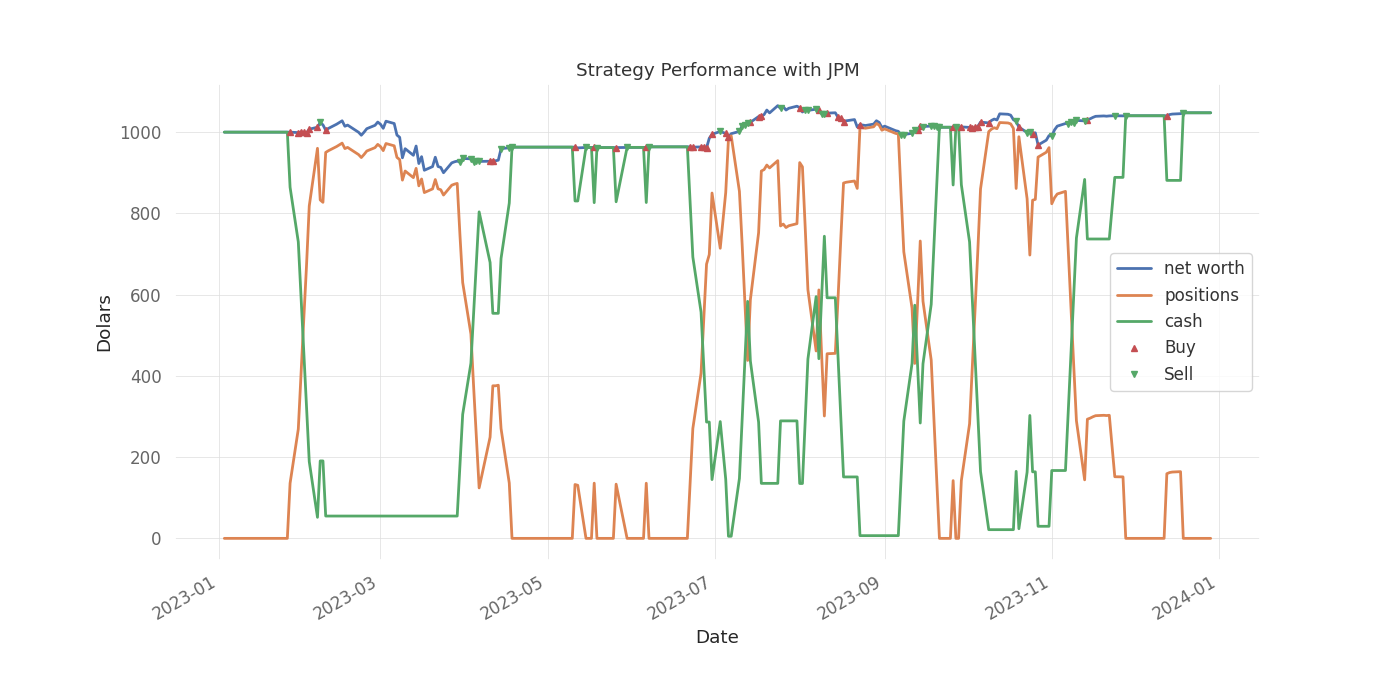 Strategy Performance with JPM
1000
800
600
400
200
0
Dolars
net worth
positions
cash
Buy
Sell
2023-01
2023-03
2023-05
2023-07
2023-09
2023-11
2024-01
Date